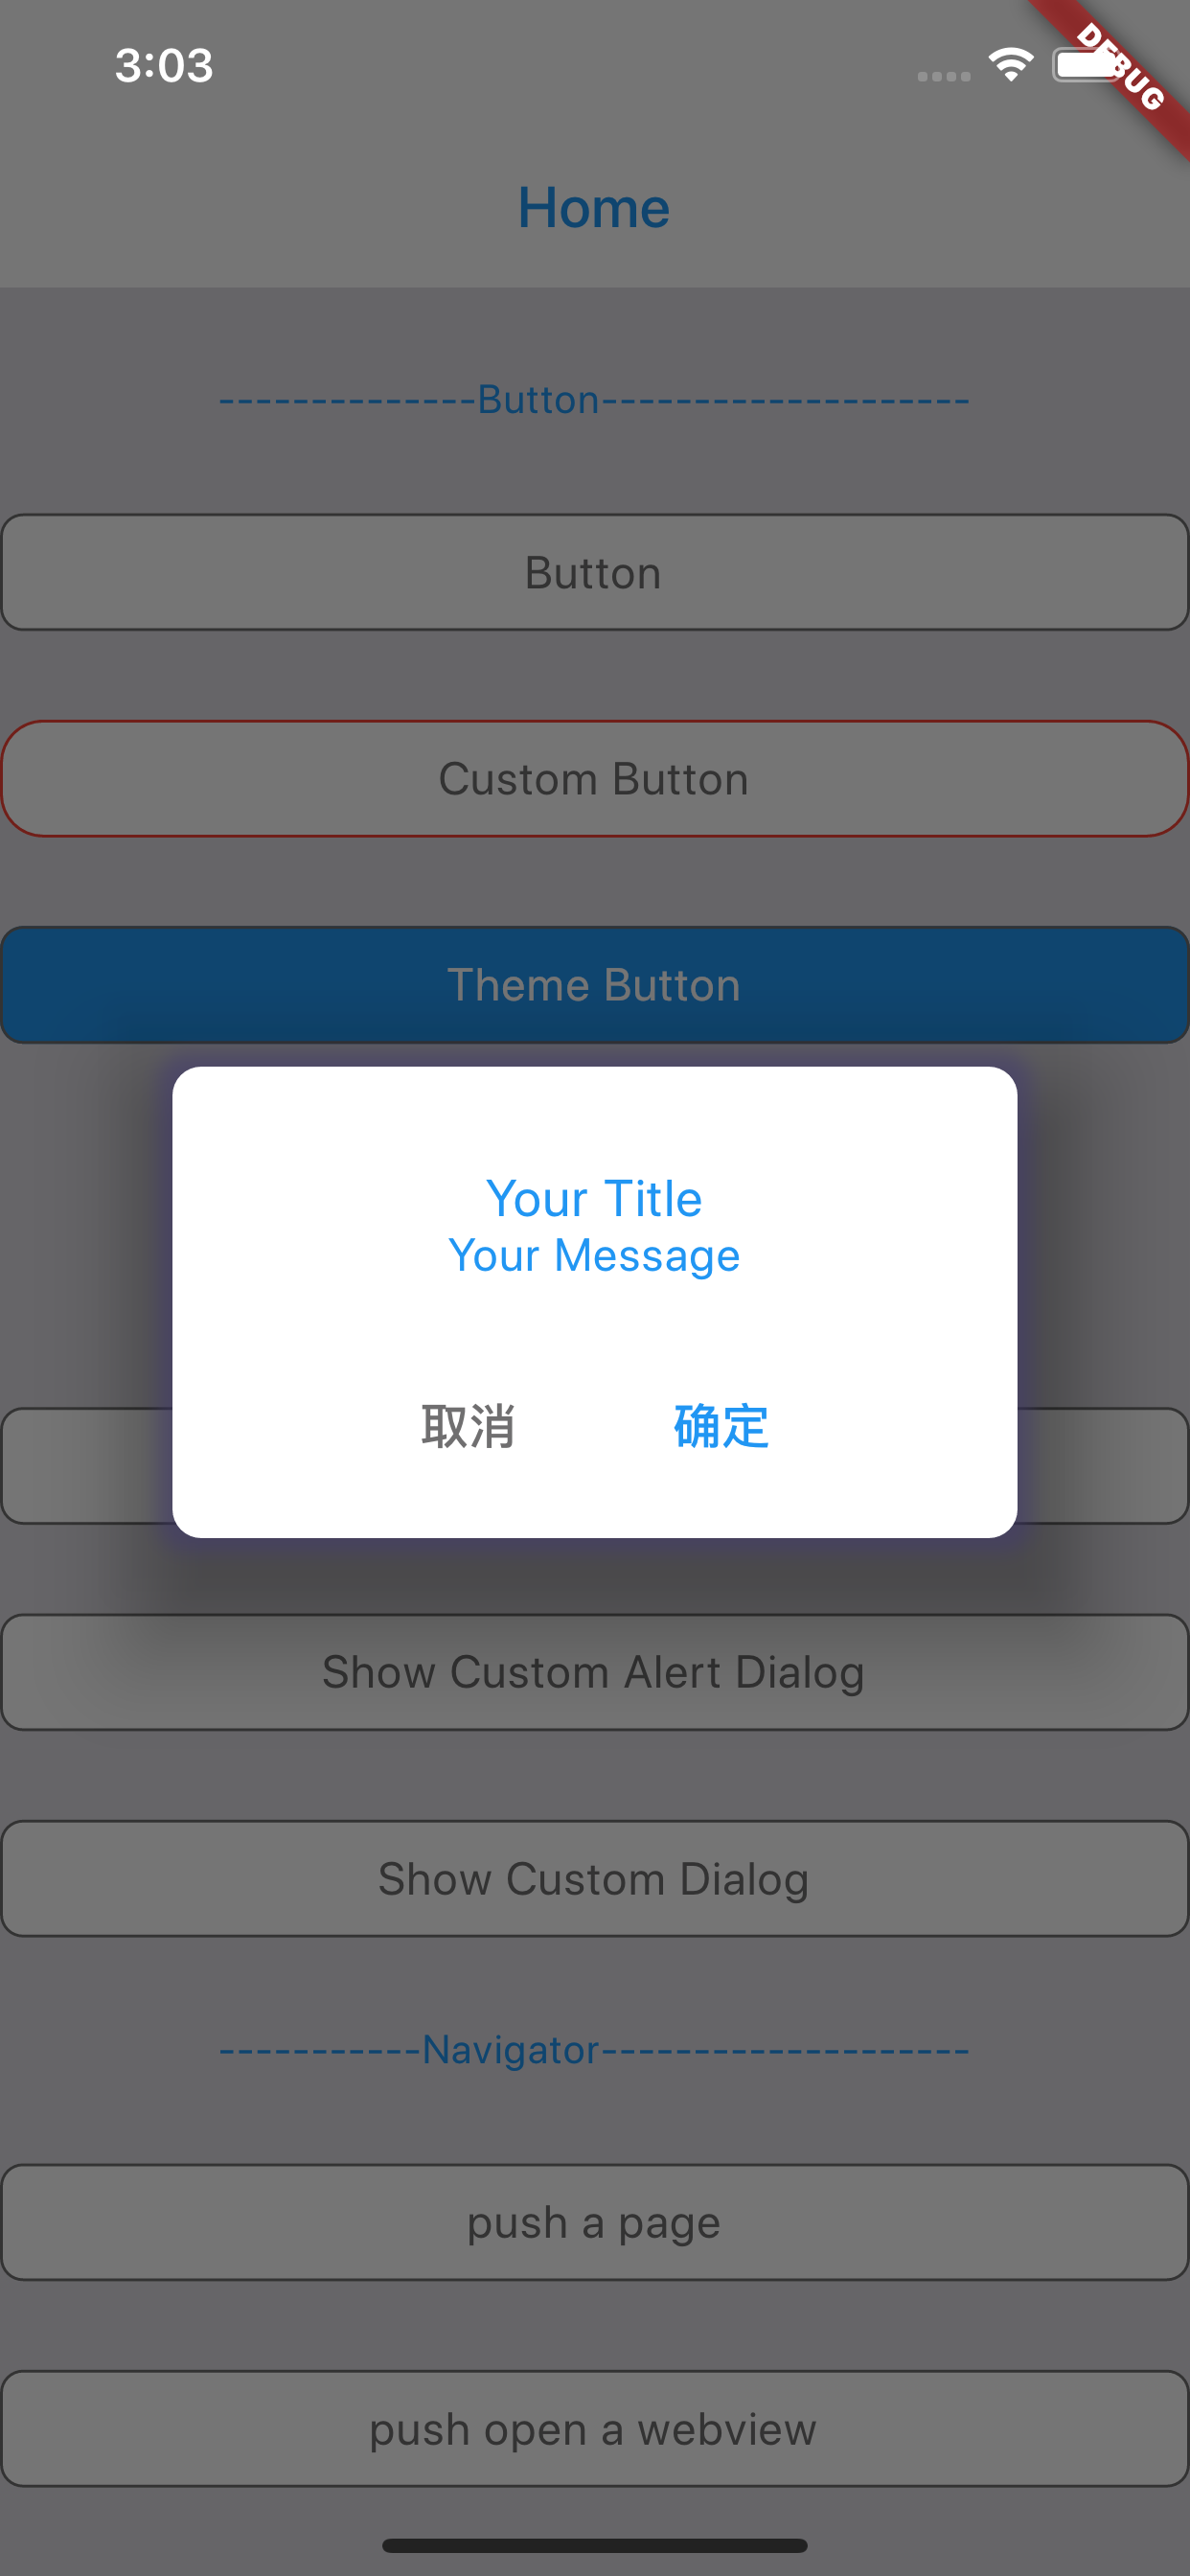 3:03
DEBUG
Home
--------------Button--------------------
Button
Custom Button
Theme Button
Your Title
Your Message
取消 确定
Show Custom Alert Dialog
Show Custom Dialog
-----------Navigator--------------------
push a page
push open a webview